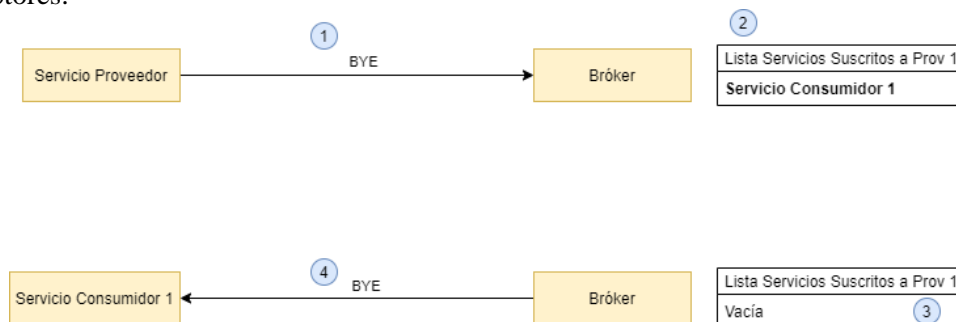 1
2
BYE
Servicio Proveedor
Bróker
Lista Servicios Suscritos a Prov 1
Servicio Consumidor 1
4
BYE
Servicio Consumidor 1
Bróker
Lista Servicios Suscritos a Prov 1
Vacía
3